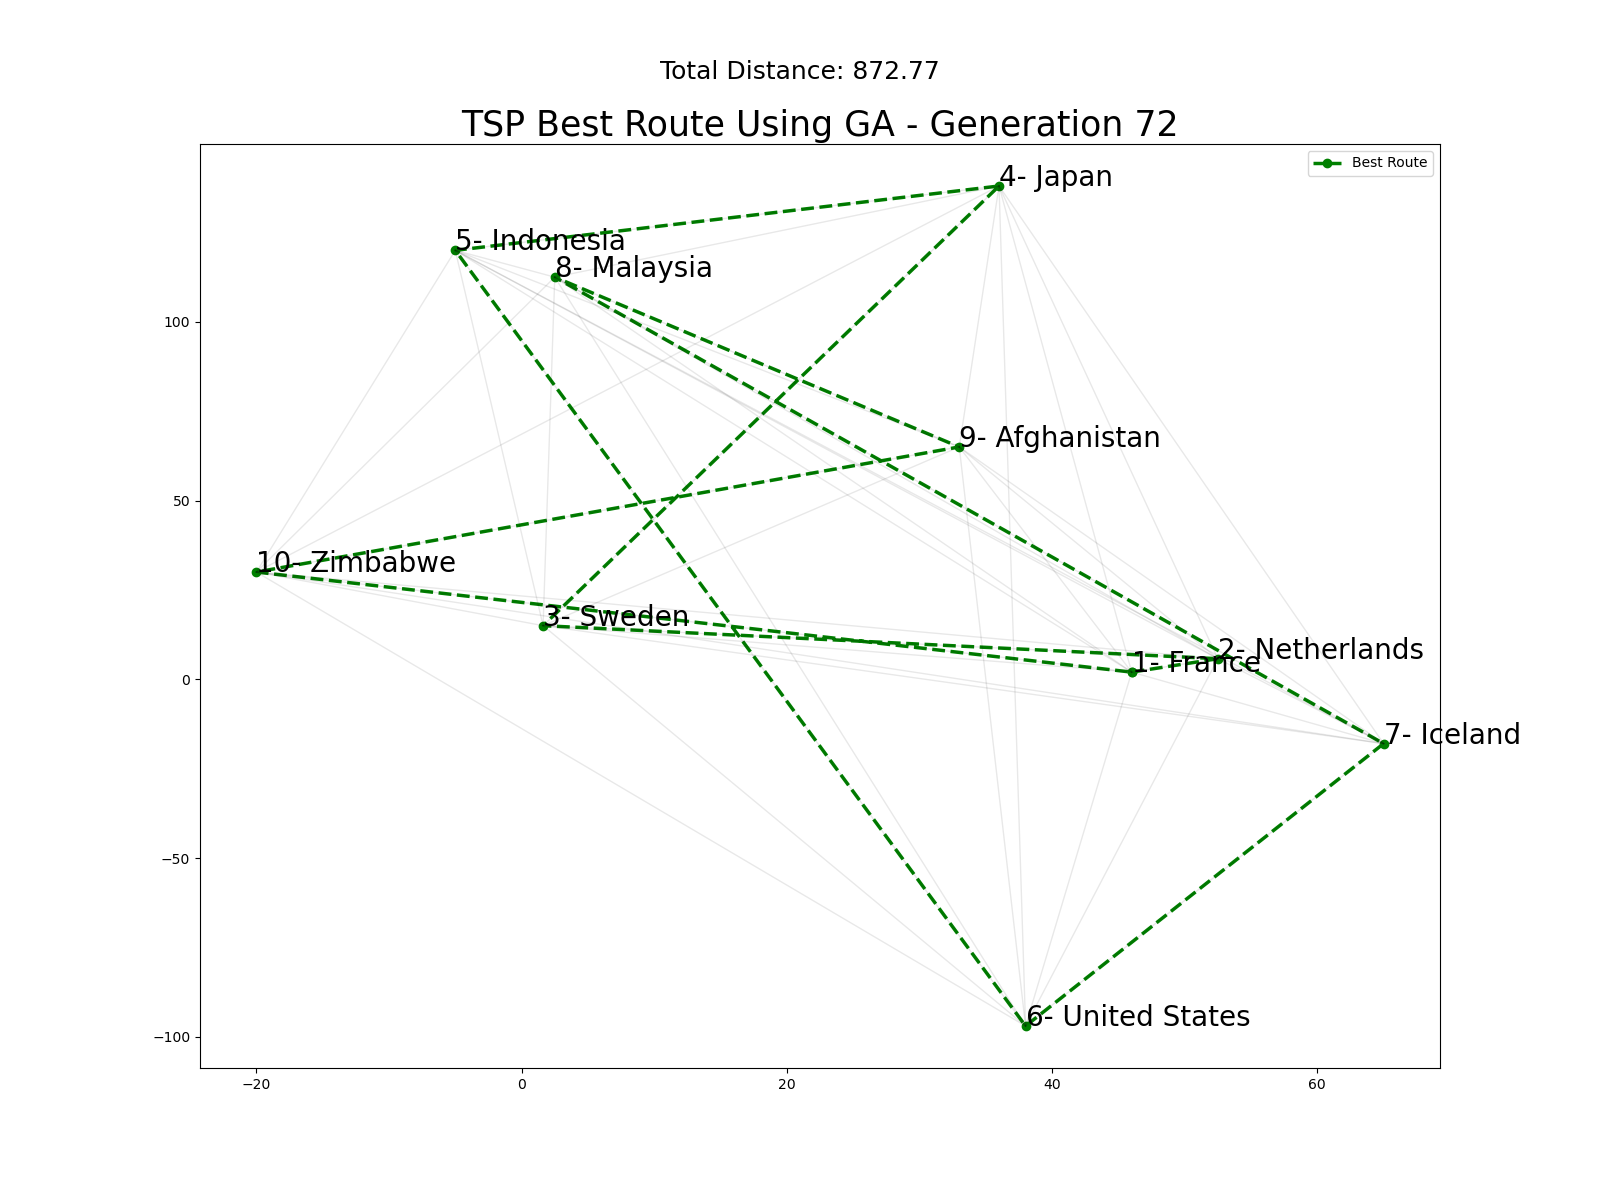 Total Distance: 872.77
TSP Best Route Using GA - Generation 72
Best Route
4- Japan
5- Indonesia
8- Malaysia
9- Afghanistan
10- Zimbabwe
3- Sweden
2- Netherlands
1- France
7- Iceland
6- United States
100
50
0
−50
−100
−20
0
20
40
60